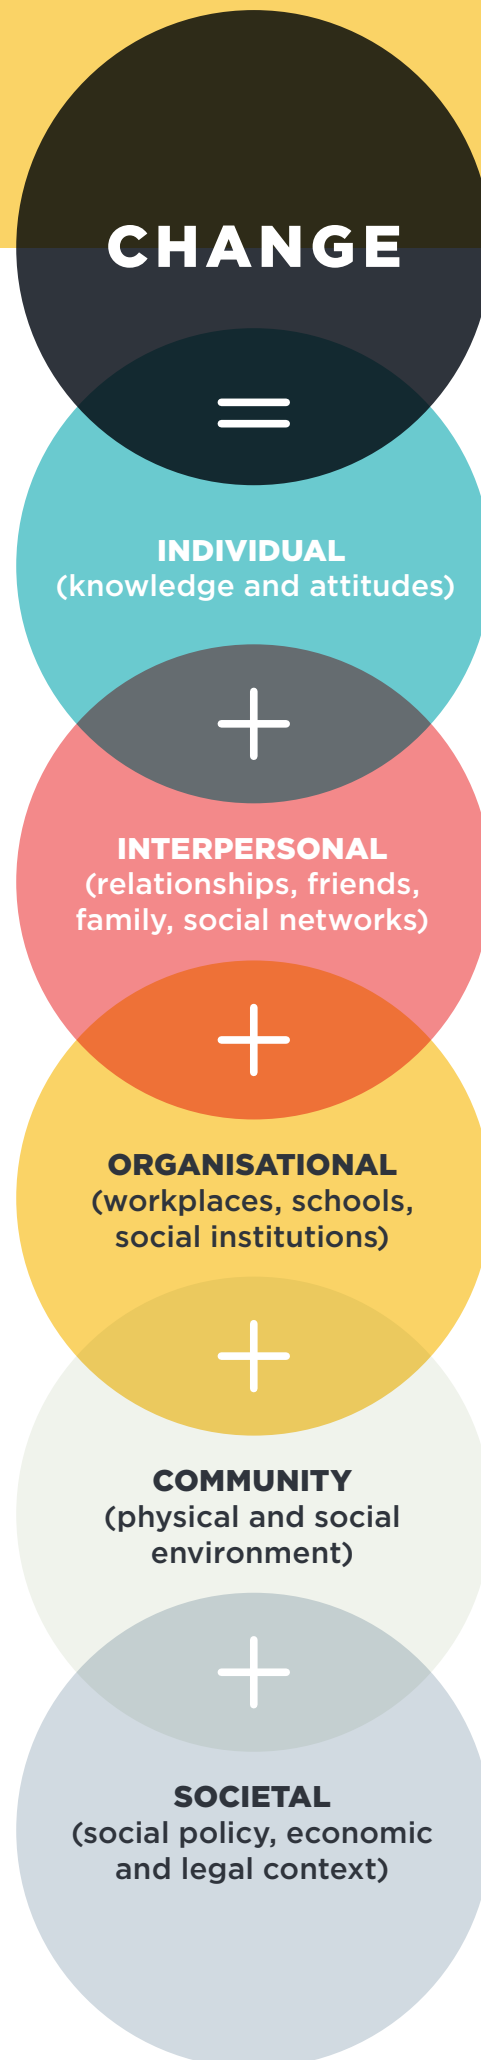 CHANGE
=
INDIVIDUAL
(knowledge and attitudes)
+
INTERPERSONAL
(relationships, friends,
family, social networks)
+
ORGANISATIONAL
(workplaces, schools,
social institutions)
+
COMMUNITY
(physical and social
environment)
+
SOCIETAL
(social policy, economic
and legal context)